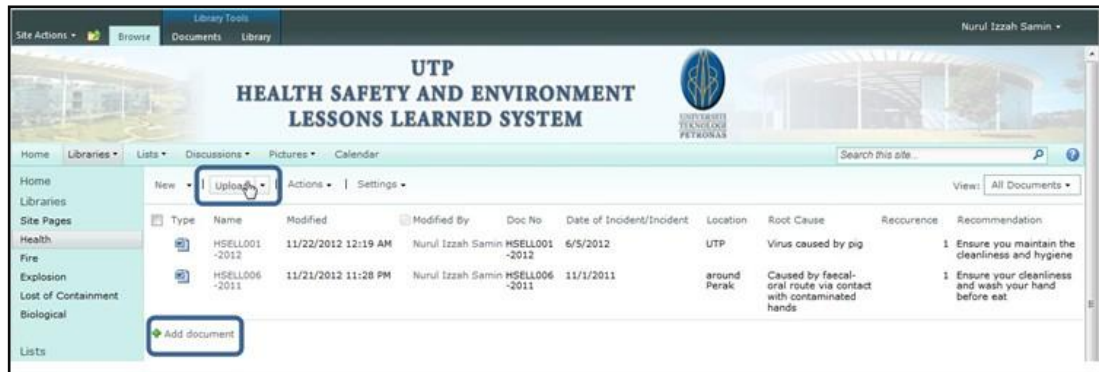 Library Tools
Nurul Izzah Samin
Site Actions Browse Documents Library
UTP
HEALTH SAFETY AND ENVIRONMENT
LESSONS LEARNED SYSTEM
UNIVERSITI
TEKNOLOGI
PETRONAS
Home Libraries Lists Discussions Pictures Calendar Search this site...
Home
Libraries
Site Pages
Health
Fire
Explosion
Lost of Containment
Biological
Lists
New | Upload | Actions | Settings View: All Documents
Type Name Modified Modified By Doc No Date of Incident/Incident Location Root Cause Reccurence Recommendation
HSELL001 11/22/2012 12:19 AM Nurul Izzah Samin HSELL001 6/5/2012 UTP Virus caused by pig 1 Ensure you maintain the
-2012 -2012 cleanliness and hygiene
HSELL006 11/21/2012 11:28 PM Nurul Izzah Samin HSELL006 11/1/2011 around Caused by faecal- 1 Ensure your cleanliness
-2011 -2011 Perak oral route via contact and wash your hand
with contaminated before eat
hands
Add document